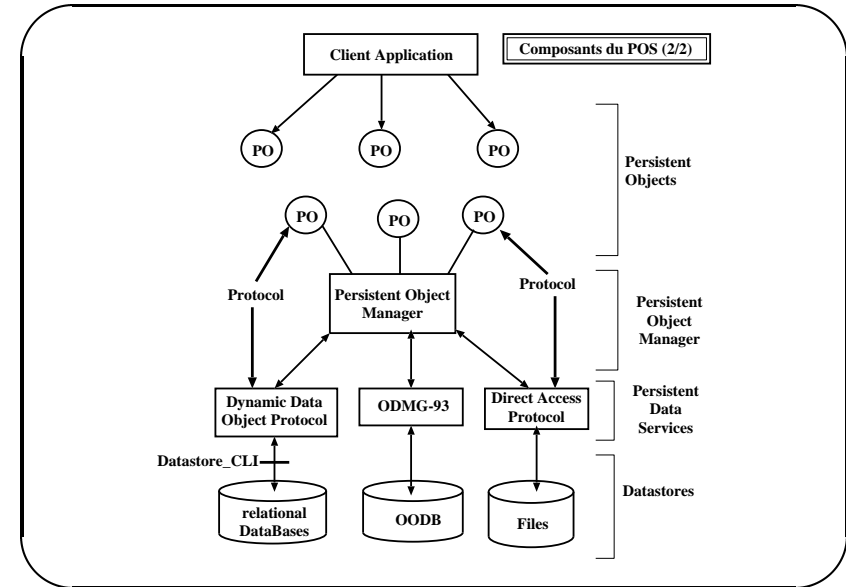 Client Application
Composants du POS (2/2)
PO
PO
PO
Persistent
Objects
PO
PO
PO
Protocol
Protocol
Persistent Object
Manager
Persistent
Object
Manager
Dynamic Data
Object Protocol
ODMG-93
Direct Access
Protocol
Persistent
Data
Services
Datastore_CLI
relational
DataBases
OODB
Files
Datastores